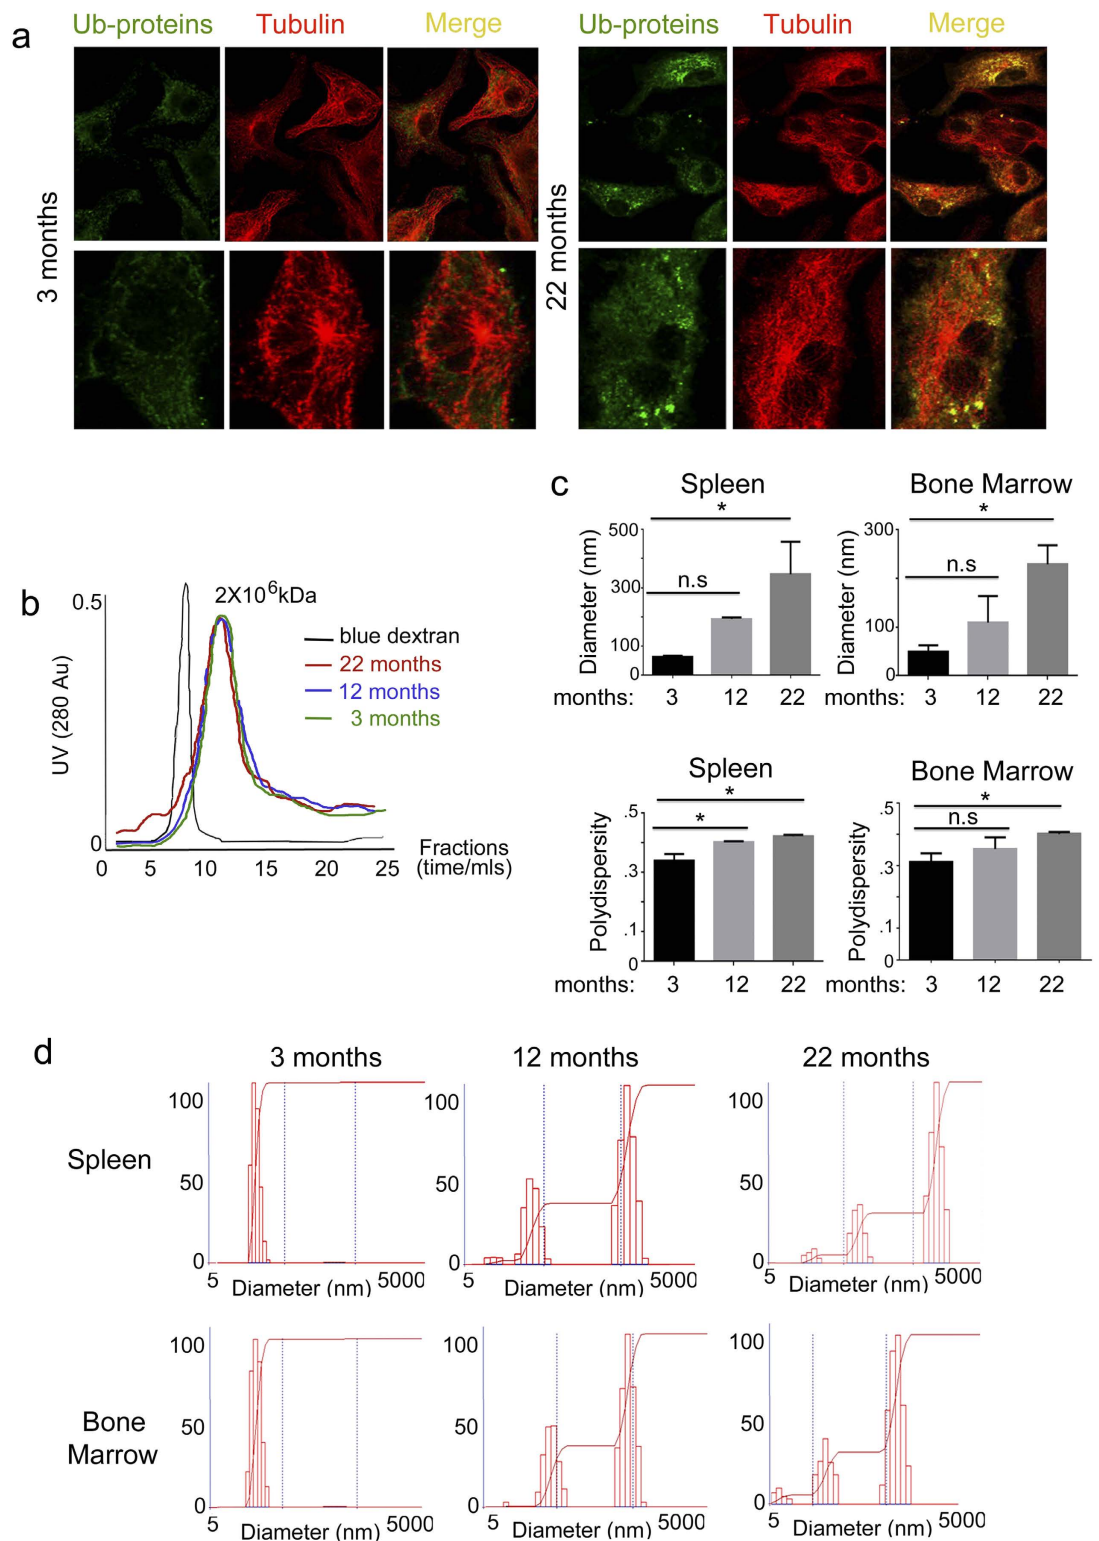 a
Ub-proteins Tubulin Merge
Ub-proteins Tubulin Merge
3 months
22 months
b
0.5
2X10⁶kDa
blue dextran
22 months
12 months
3 months
UV (280 Au)
0
0 5 10 15 20 25
Fractions
(time/mls)
c
Spleen
*
n.s
500
300
100
0
Diameter (nm)
months: 3 12 22
Bone Marrow
*
n.s
300
100
0
Diameter (nm)
months: 3 12 22
Spleen
*
*
.5
.3
.1
0
Polydispersity
months: 3 12 22
Bone Marrow
*
n.s
.5
.3
.1
0
Polydispersity
months: 3 12 22
d
3 months 12 months 22 months
Spleen
100
50
0
5 Diameter (nm) 5000
100
50
0
5 Diameter (nm) 5000
100
50
0
5 Diameter (nm) 5000
Bone
Marrow
100
50
0
5 Diameter (nm) 5000
100
50
0
5 Diameter (nm) 5000
100
50
0
5 Diameter (nm) 5000